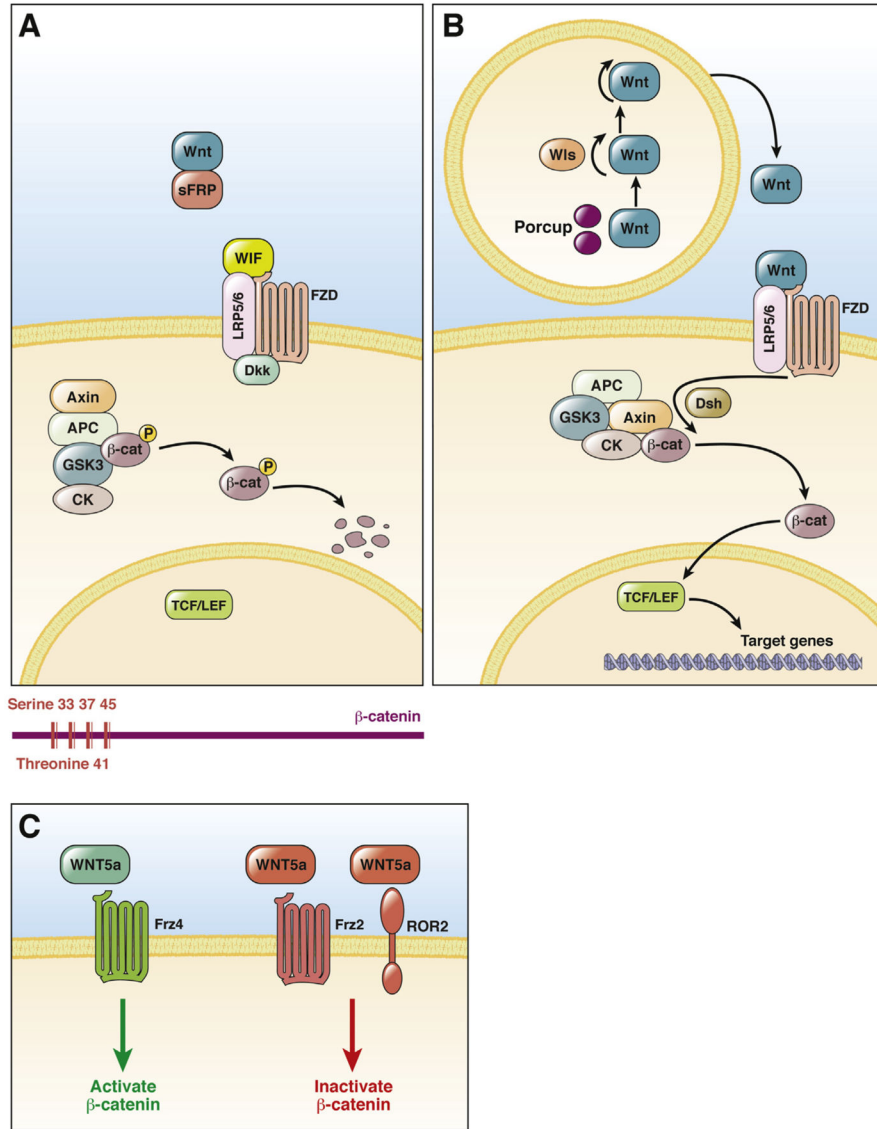 A
Wnt
sFRP
WIF
LRP5/6
FZD
Dkk
Axin
APC
P
β-cat
GSK3
CK
P
β-cat
TCF/LEF
Serine 33 37 45
β-catenin
Threonine 41
B
Wnt
Wls
Wnt
Porcup
Wnt
Wnt
Wnt
LRP5/6
FZD
APC
Dsh
GSK3
Axin
CK
β-cat
β-cat
TCF/LEF
Target genes
C
WNT5a
WNT5a
WNT5a
Frz4
Frz2
ROR2
Activate
β-catenin
Inactivate
β-catenin